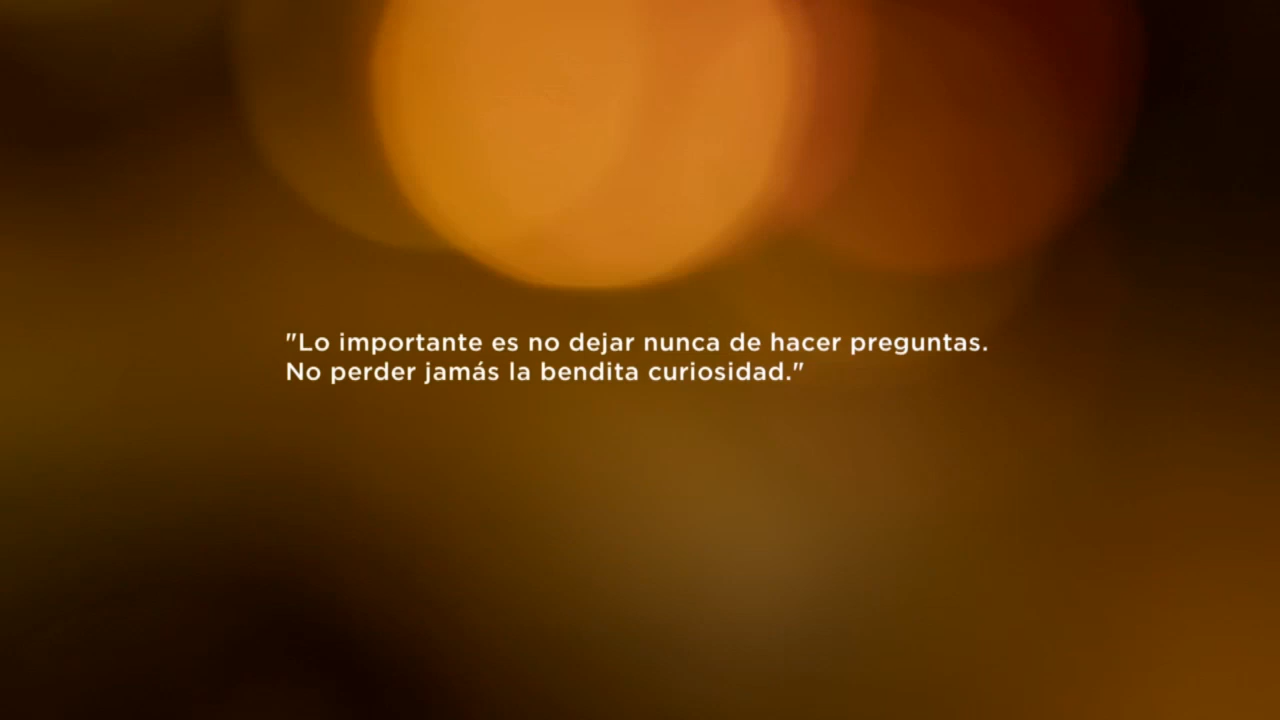 "Lo importante es no dejar nunca de hacer preguntas.
No perder jamás la bendita curiosidad."